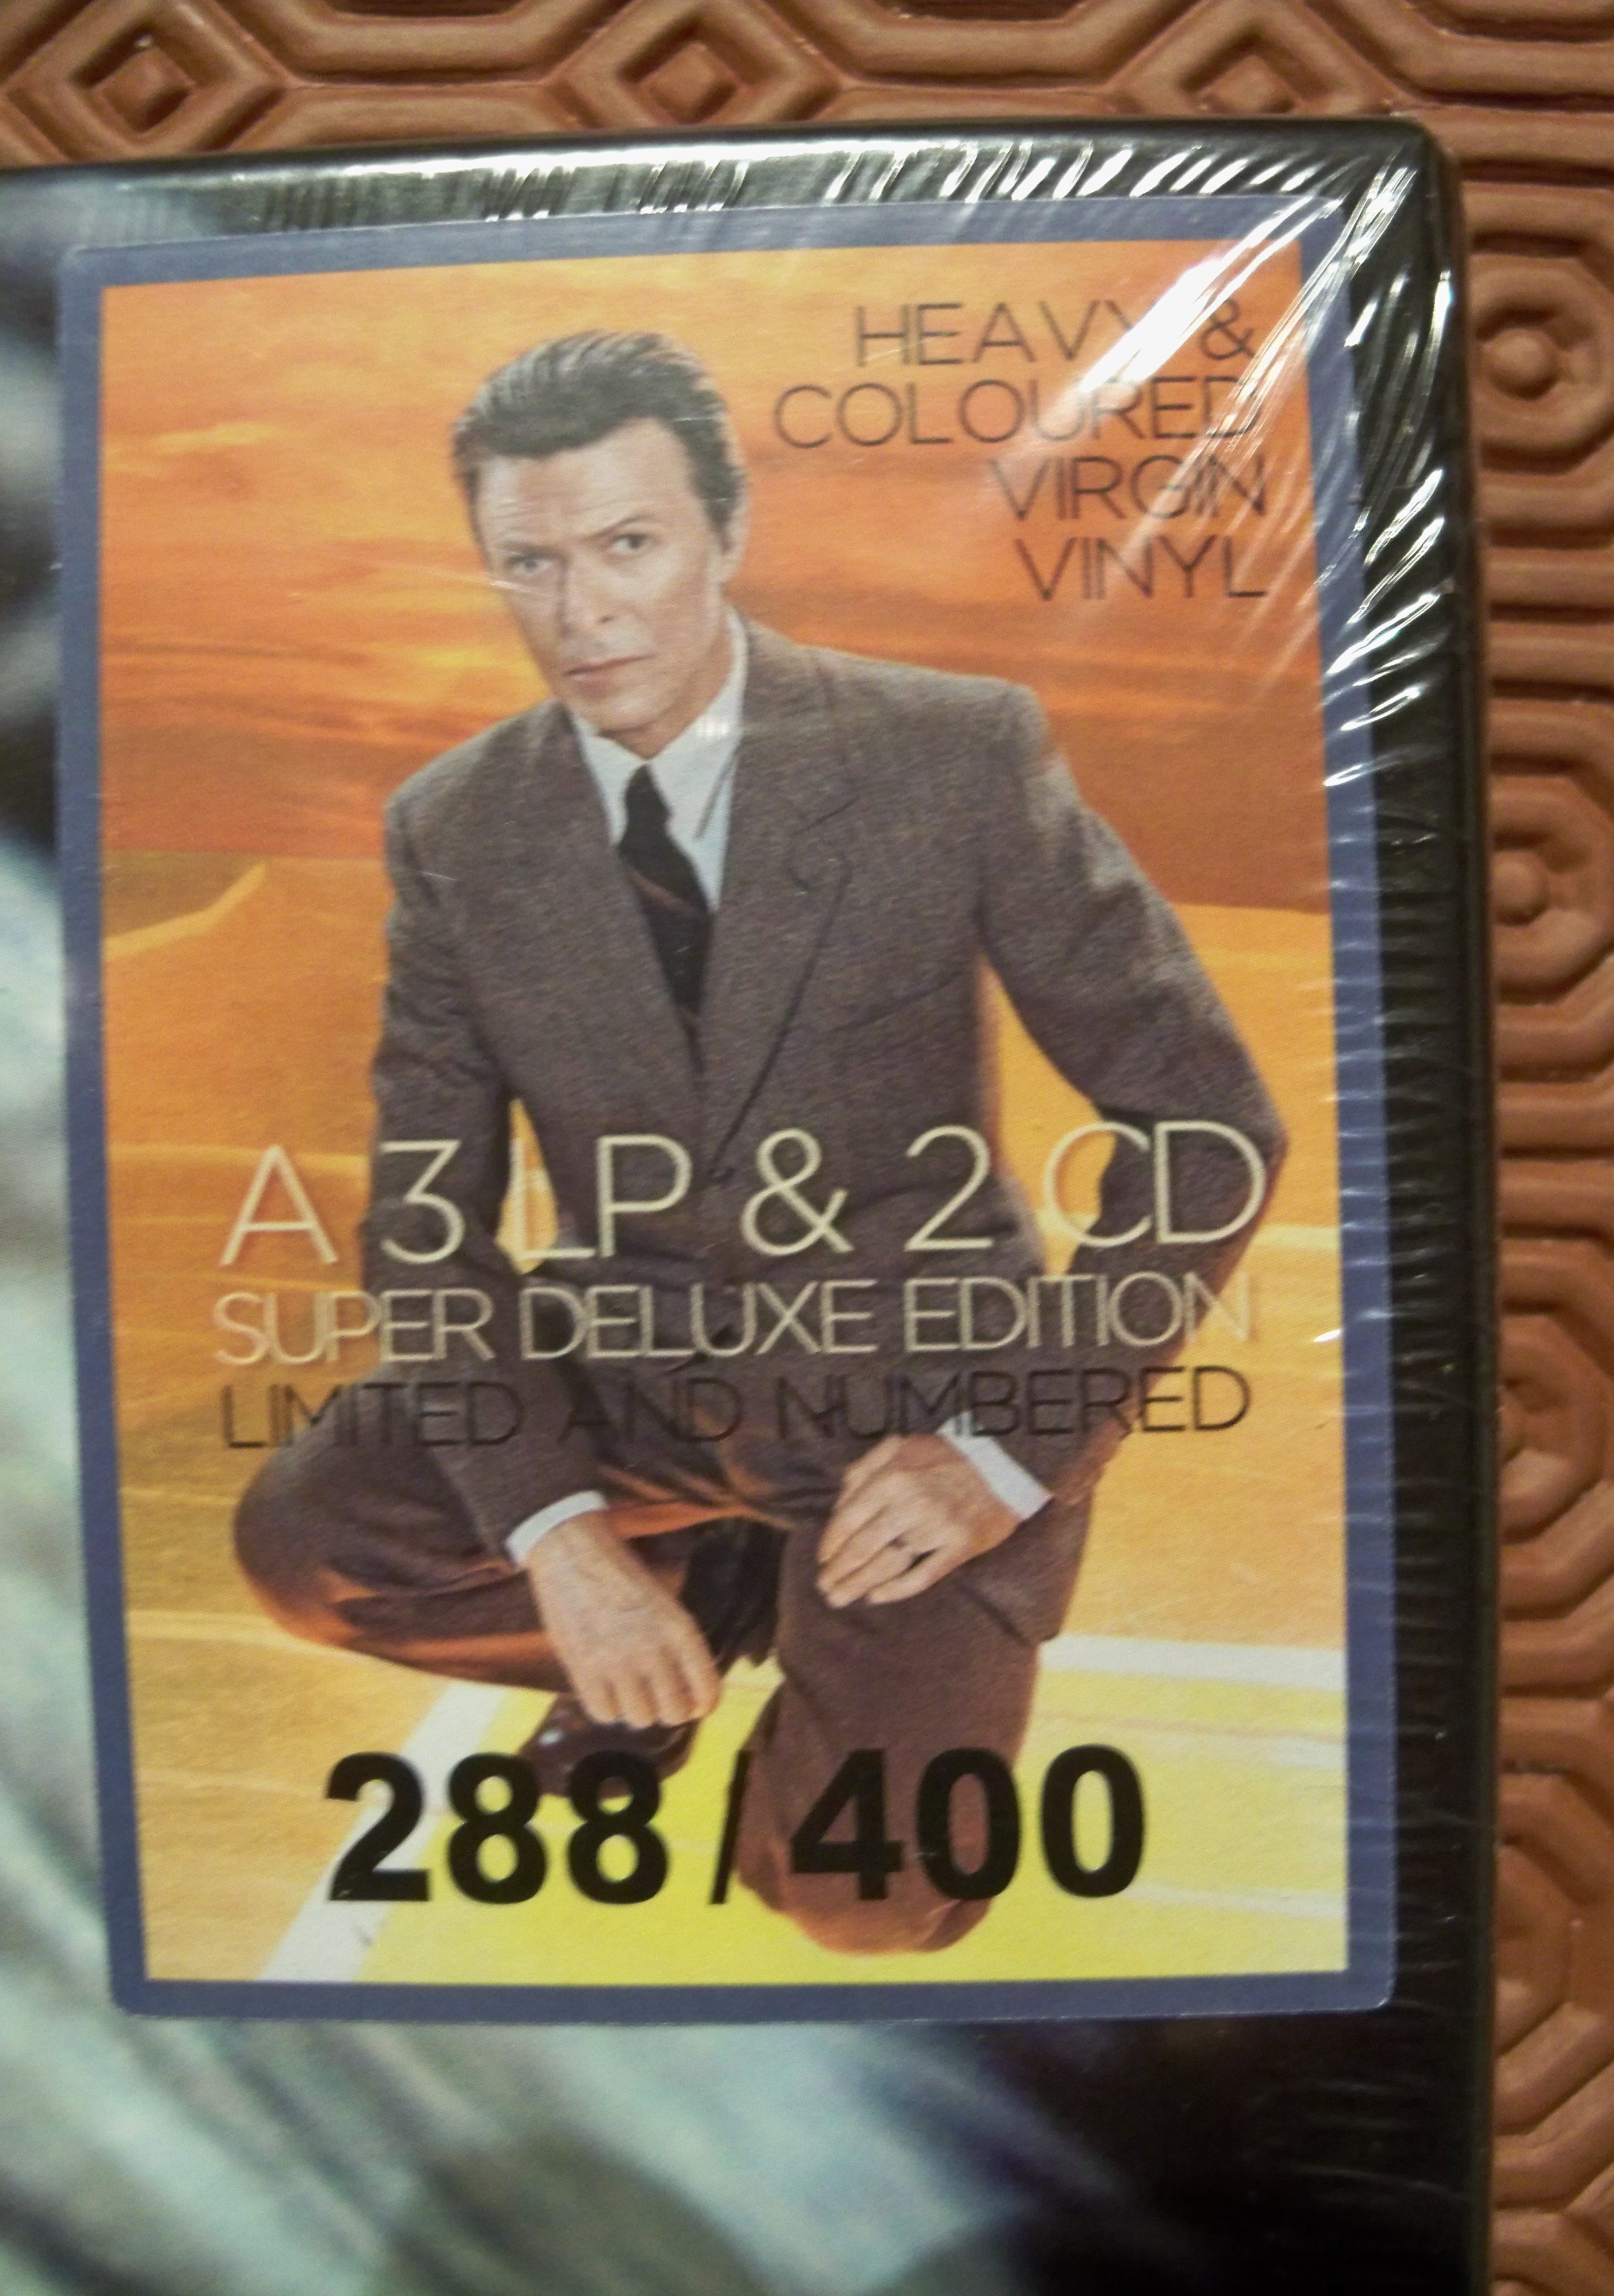 HEAVY &
COLOURED
VIRGIN
VINYL
A 3 LP & 2 CD
SUPER DELUXE EDITION
LIMITED AND NUMBERED
288 / 400